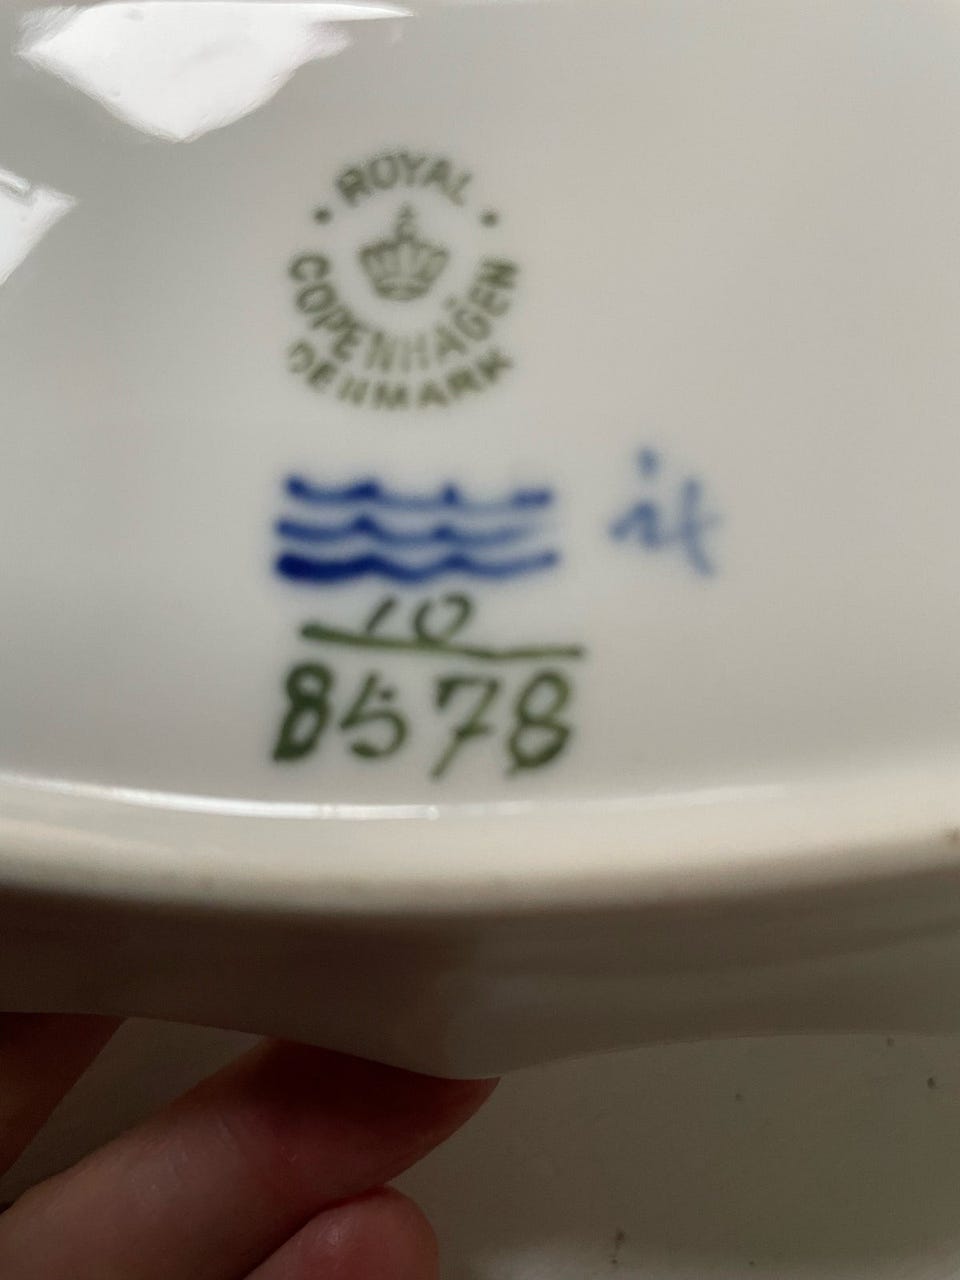 ROYAL
COPENHAGEN
DENMARK
10
8578